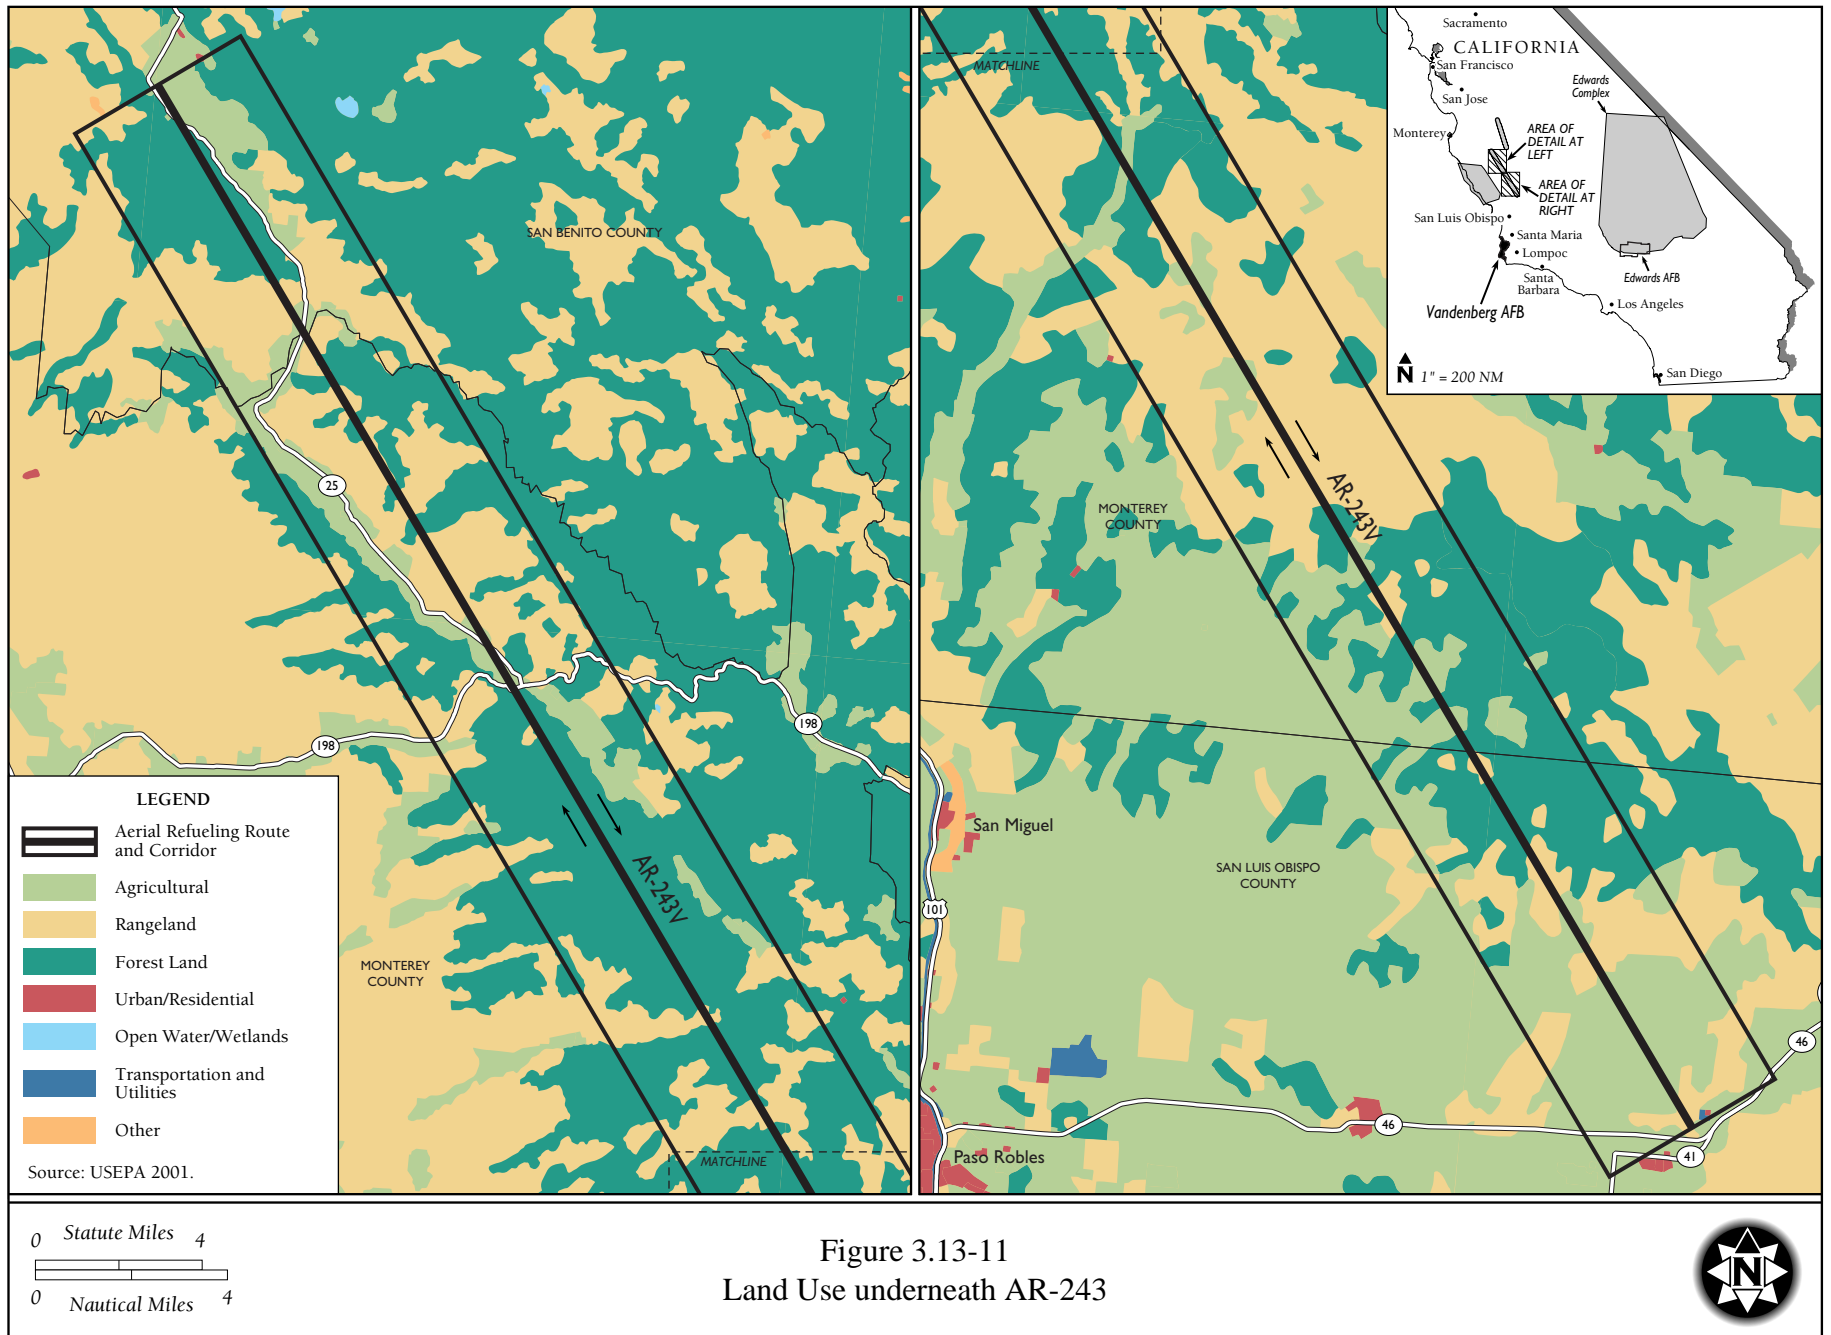 SAN BENITO COUNTY
25
198
198
AR-243V
MONTEREY
COUNTY
MATCHLINE
LEGEND
Aerial Refueling Route
and Corridor
Agricultural
Rangeland
Forest Land
Urban/Residential
Open Water/Wetlands
Transportation and
Utilities
Other
Source: USEPA 2001.
MATCHLINE
AR-243V
MONTEREY
COUNTY
San Miguel
SAN LUIS OBISPO
COUNTY
101
46
46
41
Paso Robles
Sacramento
CALIFORNIA
San Francisco
San Jose
Monterey
Edwards
Complex
AREA OF
DETAIL AT
LEFT
AREA OF
DETAIL AT
RIGHT
San Luis Obispo
Santa Maria
Lompoc
Santa
Barbara
Edwards AFB
Los Angeles
Vandenberg AFB
San Diego
N 1" = 200 NM
Statute Miles
0 4
0 4
Nautical Miles
Figure 3.13-11
Land Use underneath AR-243
N